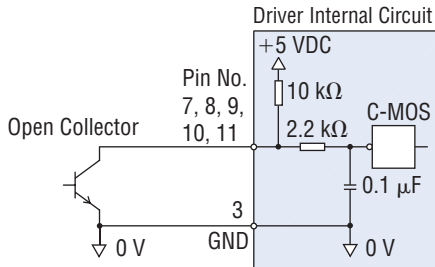 Driver Internal Circuit
+5 VDC
Pin No.
7, 8, 9,
10, 11
10 kΩ
C-MOS
Open Collector
2.2 kΩ
0.1 µF
3
GND
0 V
0 V